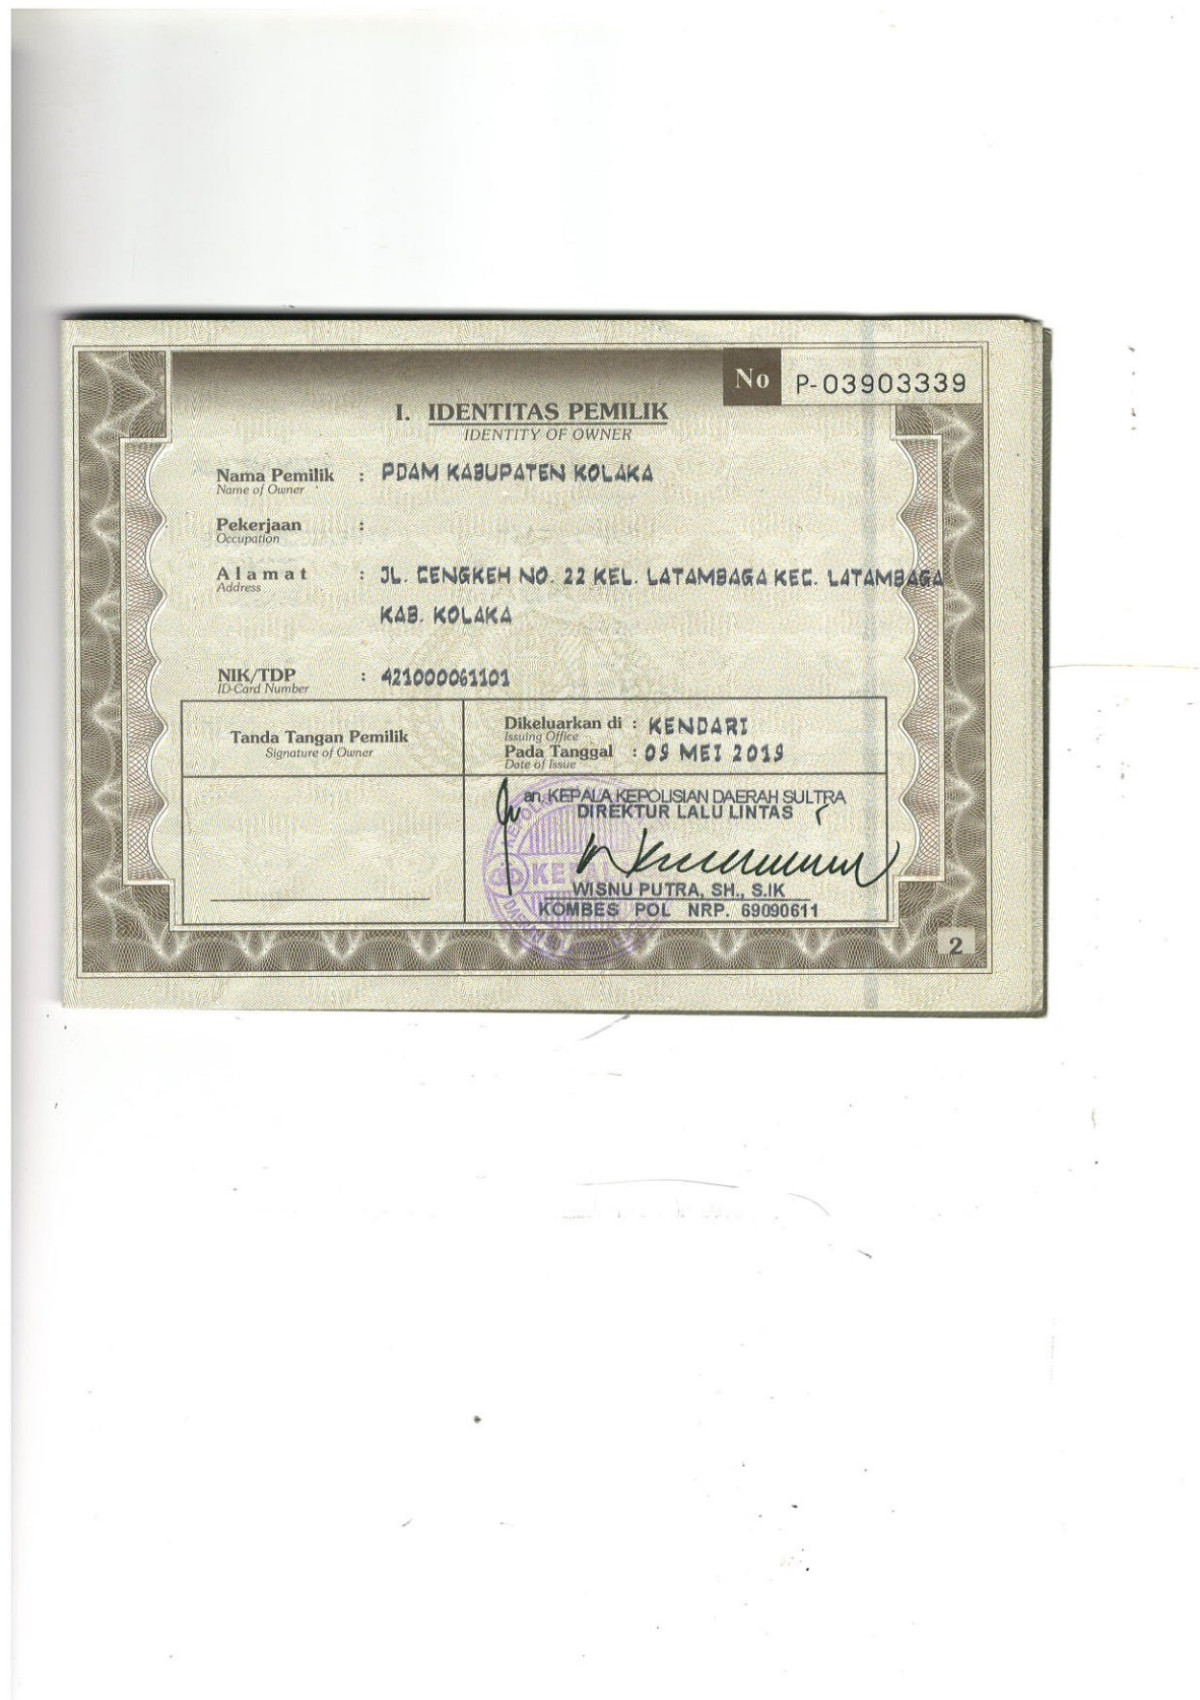 No P-03903339
I. IDENTITAS PEMILIK
IDENTITY OF OWNER
Nama Pemilik : PDAM KABUPATEN KOLAKA
Name of Owner
Pekerjaan :
Occupation
Alamat : JL. CENGKEH NO. 22 KEL. LATAMBAGA KEC. LATAMBAGA
Address
KAB. KOLAKA
NIK/TDP : 421000061101
ID-Card Number
Tanda Tangan Pemilik
Signature of Owner
Dikeluarkan di : KENDARI
Issuing Office
Pada Tanggal : 09 MEI 2019
Date of Issue
an. KEPALA KEPOLISIAN DAERAH SULTRA
DIREKTUR LALU LINTAS
WISNU PUTRA, SH., S.IK
KOMBES POL NRP. 69090611
2